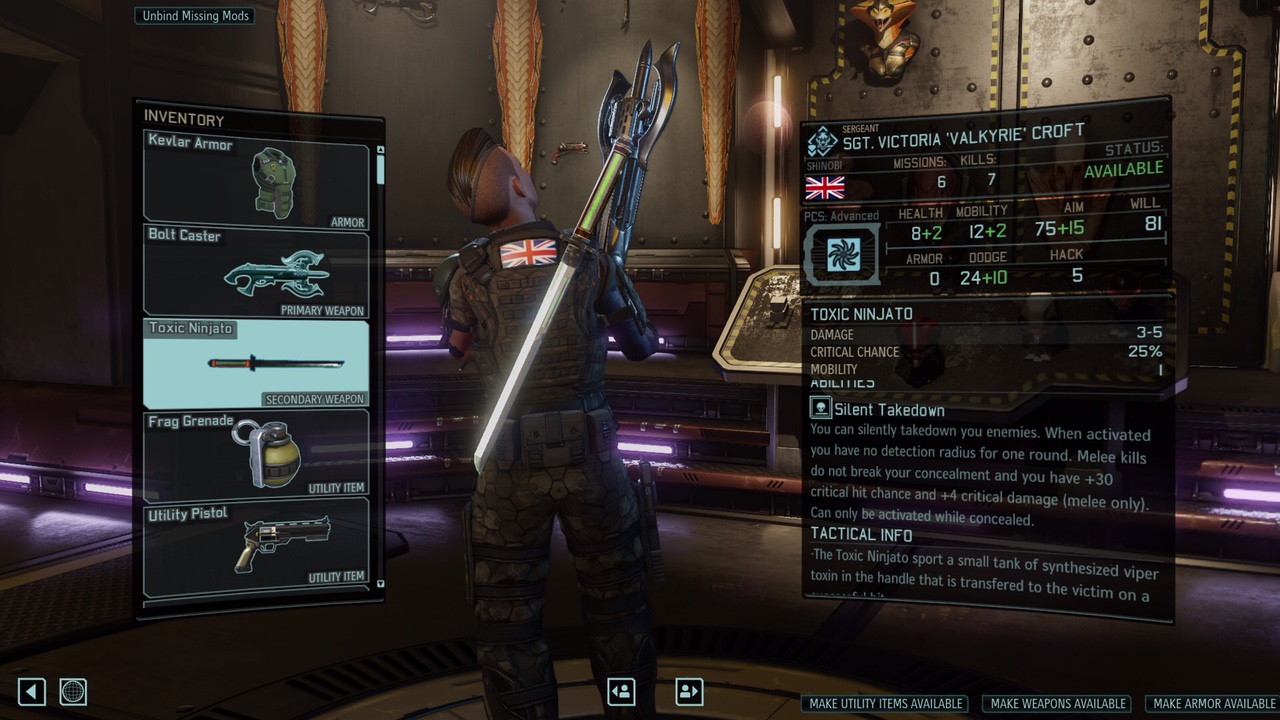 Unbind Missing Mods
INVENTORY
Kevlar Armor
ARMOR
Bolt Caster
PRIMARY WEAPON
Toxic Ninjato
SECONDARY WEAPON
Frag Grenade
UTILITY ITEM
Utility Pistol
UTILITY ITEM
SERGEANT
SGT. VICTORIA 'VALKYRIE' CROFT
SHINOBI
MISSIONS: KILLS:
6 7
STATUS:
AVAILABLE
PCS: Advanced
HEALTH MOBILITY AIM WILL
8+2 12+2 75+15 81
ARMOR DODGE HACK
0 24+10 5
TOXIC NINJATO
DAMAGE 3-5
CRITICAL CHANCE 25%
MOBILITY 1
ABILITIES
Silent Takedown
You can silently takedown you enemies. When activated
you have no detection radius for one round. Melee kills
do not break your concealment and you have +30
critical hit chance and +4 critical damage (melee only).
Can only be activated while concealed.
TACTICAL INFO
·The Toxic Ninjato sport a small tank of synthesized viper
toxin in the handle that is transfered to the victim on a
successful hit.
MAKE UTILITY ITEMS AVAILABLE
MAKE WEAPONS AVAILABLE
MAKE ARMOR AVAILABLE